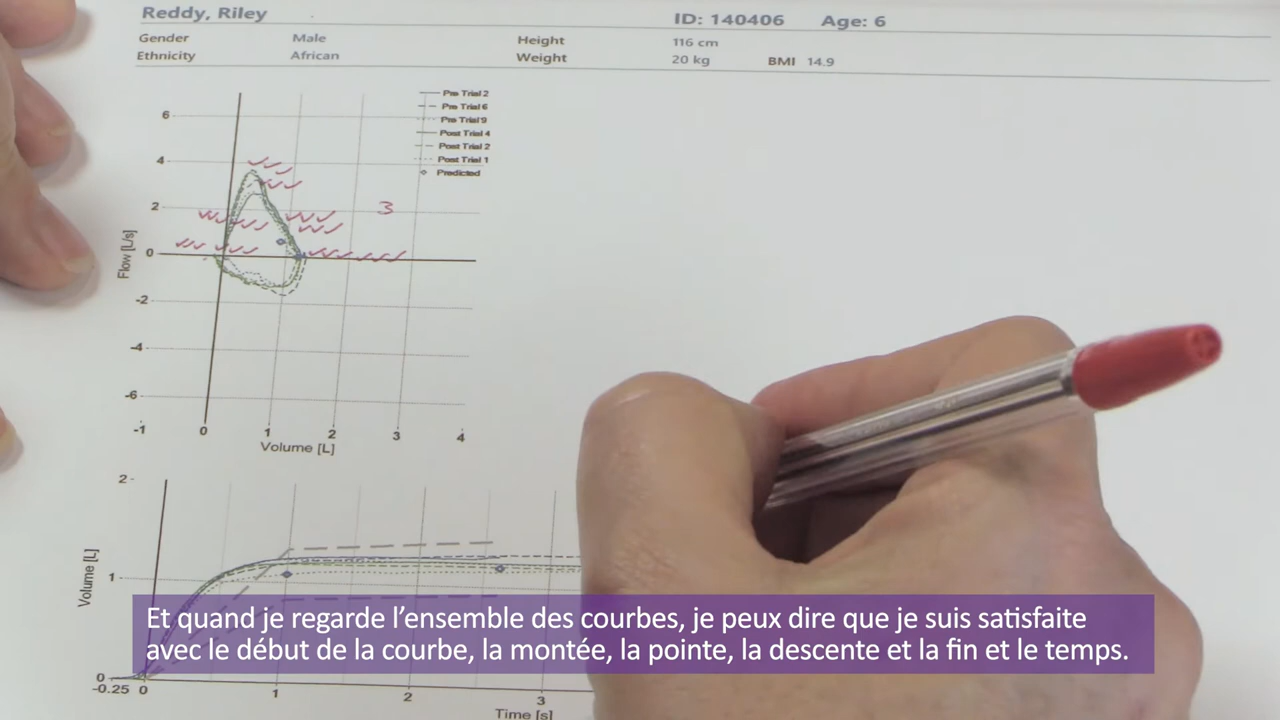 Reddy, Riley
ID: 140406 Age: 6
Gender Male Height 116 cm
Ethnicity African Weight 20 kg BMI 14.9
Pre Trial 2
Pre Trial 6
Pre Trial 9
Post Trial 4
Post Trial 2
Post Trial 1
Predicted
6
4
2
0
-2
-4
-6
Flow [L/s]
3
-1 0 1 2 3 4
Volume [L]
2
1
0
Volume [L]
-0.25 0 1 2 3
Time [s]
Et quand je regarde l’ensemble des courbes, je peux dire que je suis satisfaite
avec le début de la courbe, la montée, la pointe, la descente et la fin et le temps.